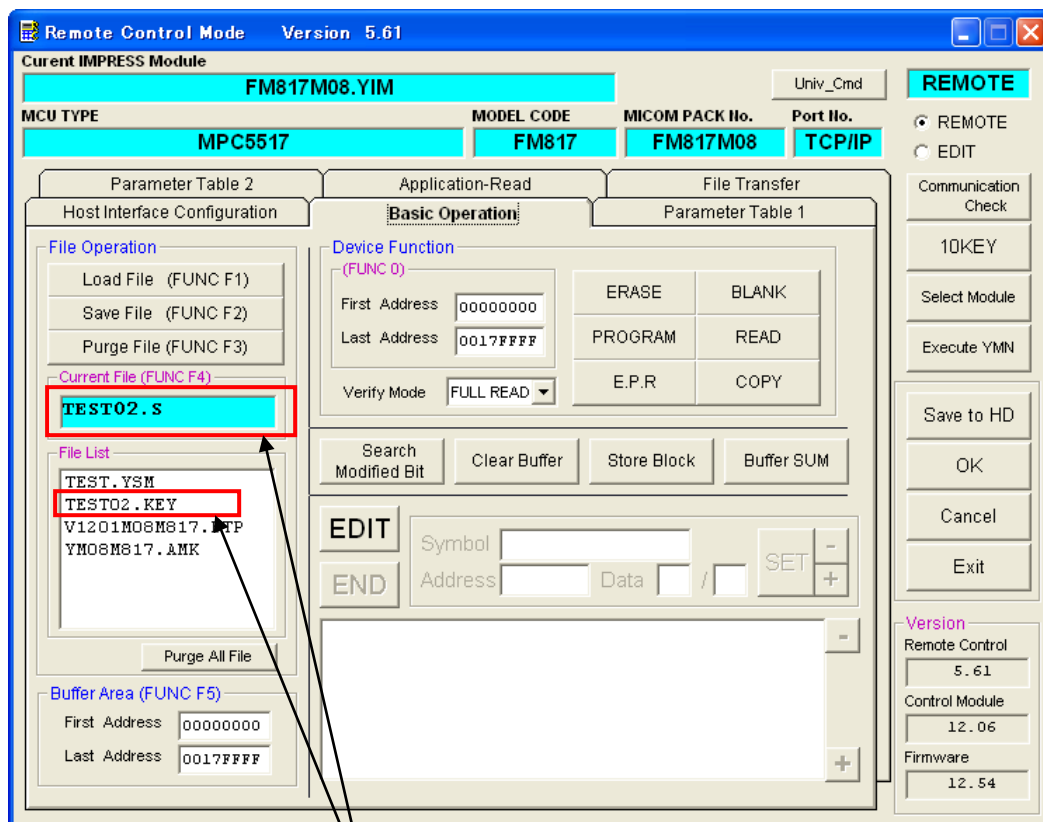 Remote Control Mode Version 5.61
Curent IMPRESS Module
FM817M08.YIM
Univ_Cmd
REMOTE
MCU TYPE
MODEL CODE
MICOM PACK No.
Port No.
MPC5517
FM817
FM817M08
TCP/IP
REMOTE
EDIT
Parameter Table 2
Application-Read
File Transfer
Host Interface Configuration
Basic Operation
Parameter Table 1
Communication
Check
10KEY
Select Module
Execute YMN
Save to HD
OK
Cancel
Exit
File Operation
Load File (FUNC F1)
Save File (FUNC F2)
Purge File (FUNC F3)
Current File (FUNC F4)
TEST02.S
File List
TEST.YSM
TEST02.KEY
YM08M817.AMK
Purge All File
Buffer Area (FUNC F5)
First Address 00000000
Last Address 0017FFFF
Device Function
(FUNC 0)
First Address 00000000
Last Address 0017FFFF
Verify Mode FULL READ
ERASE
BLANK
PROGRAM
READ
E.P.R
COPY
Search
Modified Bit
Clear Buffer
Store Block
Buffer SUM
EDIT
END
Symbol
Address
Data
/
SET
-
+
-
+
Version
Remote Control
5.61
Control Module
12.06
Firmware
12.54